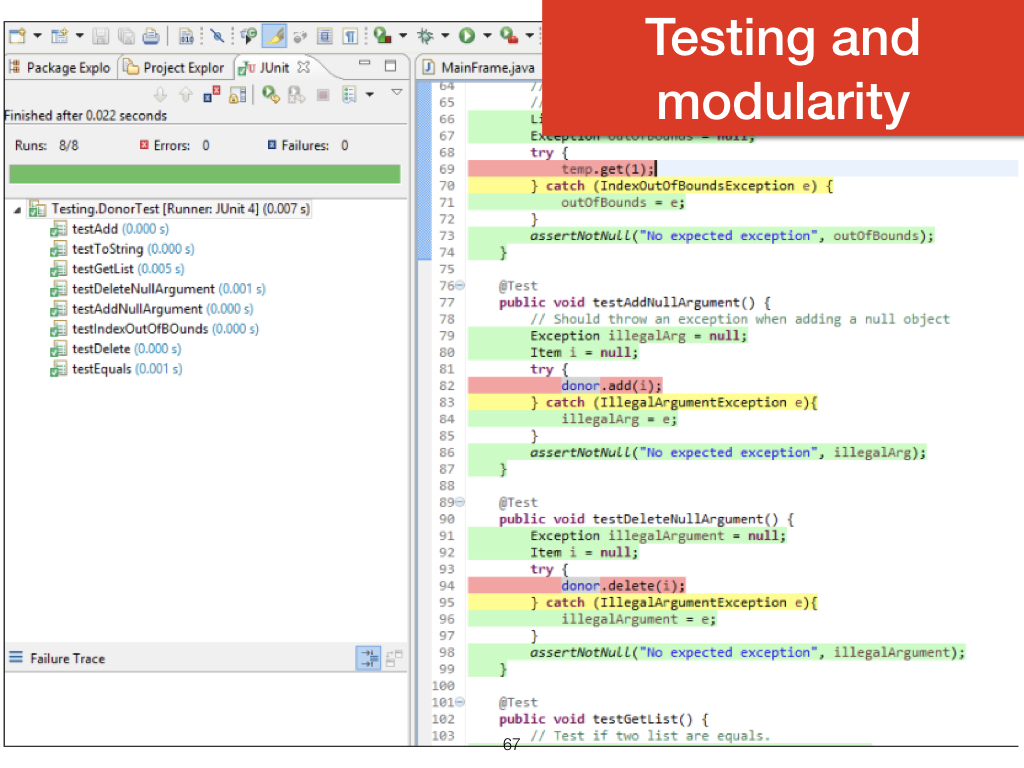 Testing and
modularity
Package Explo
Project Explor
JUnit
Finished after 0.022 seconds
Runs: 8/8
Errors: 0
Failures: 0
Testing.DonorTest [Runner: JUnit 4] (0.007 s)
testAdd (0.000 s)
testToString (0.000 s)
testGetList (0.005 s)
testDeleteNullArgument (0.001 s)
testAddNullArgument (0.000 s)
testIndexOutOfBOunds (0.000 s)
testDelete (0.000 s)
testEquals (0.001 s)
Failure Trace
MainFrame.java
64 //
65 //
66 Li
67 Exception outOfBounds = null;
68 try {
69 temp.get(1);
70 } catch (IndexOutOfBoundsException e) {
71 outOfBounds = e;
72 }
73 assertNotNull("No expected exception", outOfBounds);
74 }
75
76 @Test
77 public void testAddNullArgument() {
78 // Should throw an exception when adding a null object
79 Exception illegalArg = null;
80 Item i = null;
81 try {
82 donor.add(i);
83 } catch (IllegalArgumentException e){
84 illegalArg = e;
85 }
86 assertNotNull("No expected exception", illegalArg);
87 }
88
89 @Test
90 public void testDeleteNullArgument() {
91 Exception illegalArgument = null;
92 Item i = null;
93 try {
94 donor.delete(i);
95 } catch (IllegalArgumentException e){
96 illegalArgument = e;
97 }
98 assertNotNull("No expected exception", illegalArgument);
99 }
100
101 @Test
102 public void testGetList() {
103 // Test if two list are equals.
67